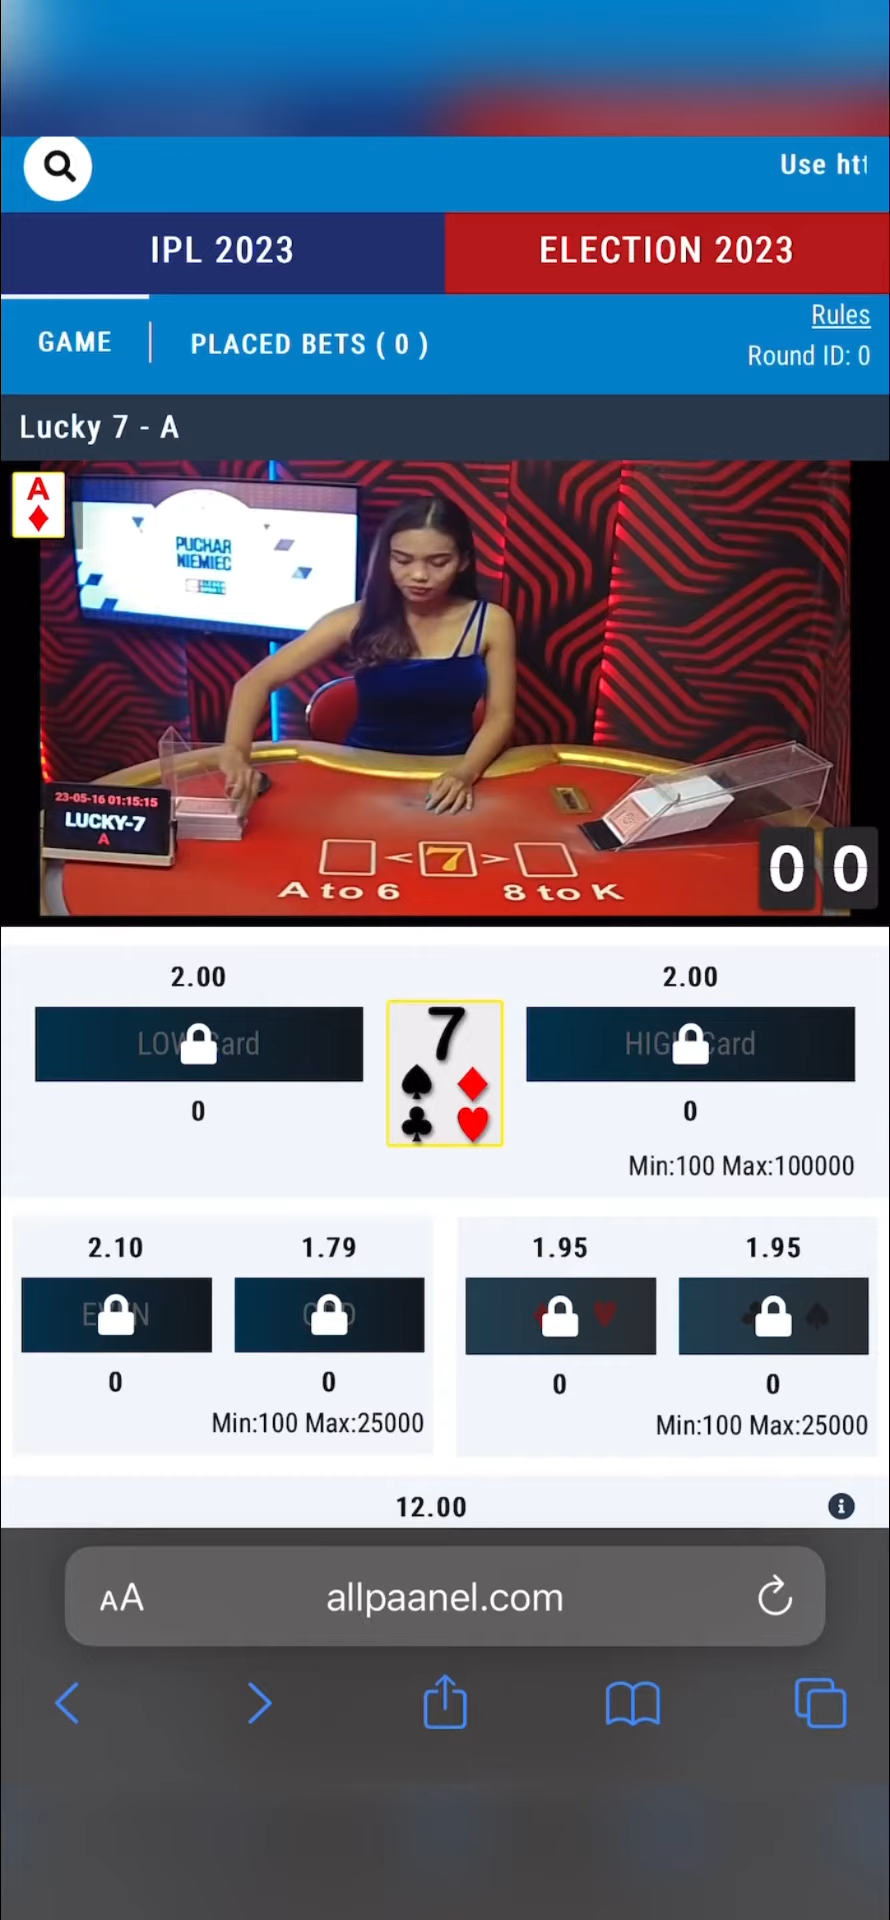 Use htt
IPL 2023
ELECTION 2023
GAME
PLACED BETS ( 0 )
Rules
Round ID: 0
Lucky 7 - A
A
PUCHAR
NIEMIEC
23-05-16 01:15:15
LUCKY-7
A
< 7 >
A to 6
8 to K
0 0
2.00
2.00
LOW Card
7
HIGH Card
0
0
Min:100 Max:100000
2.10
1.79
1.95
1.95
EVEN
ODD
0
0
0
0
Min:100 Max:25000
Min:100 Max:25000
12.00
i
AA
allpaanel.com